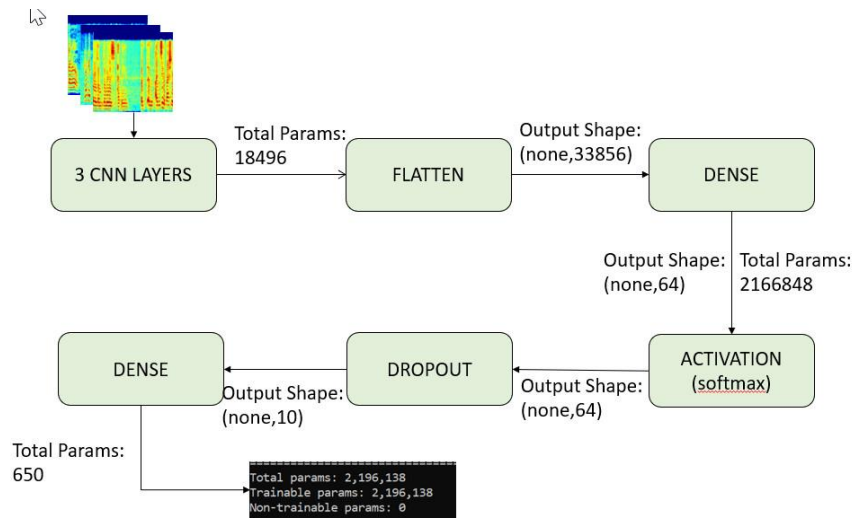 3 CNN LAYERS
Total Params:
18496
FLATTEN
Output Shape:
(none,33856)
DENSE
Output Shape:
(none,64)
Total Params:
2166848
ACTIVATION
(softmax)
Output Shape:
(none,64)
DROPOUT
Output Shape:
(none,10)
DENSE
Total Params:
650
Total params: 2,196,138
Trainable params: 2,196,138
Non-trainable params: 0